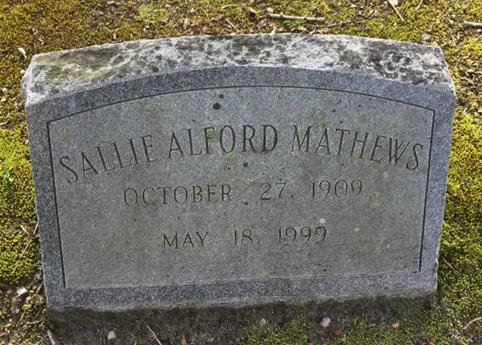 SALLIE ALFORD MATHEWS
OCTOBER 27, 1909
MAY 18 1999